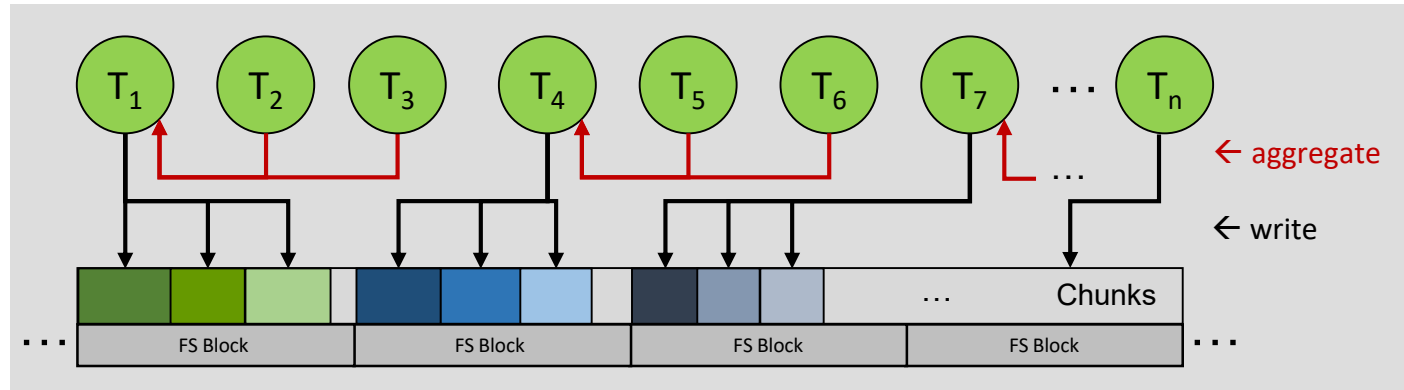 T1 T2 T3 T4 T5 T6 T7 ... Tn
← aggregate
...
← write
... Chunks
... FS Block FS Block FS Block FS Block ...